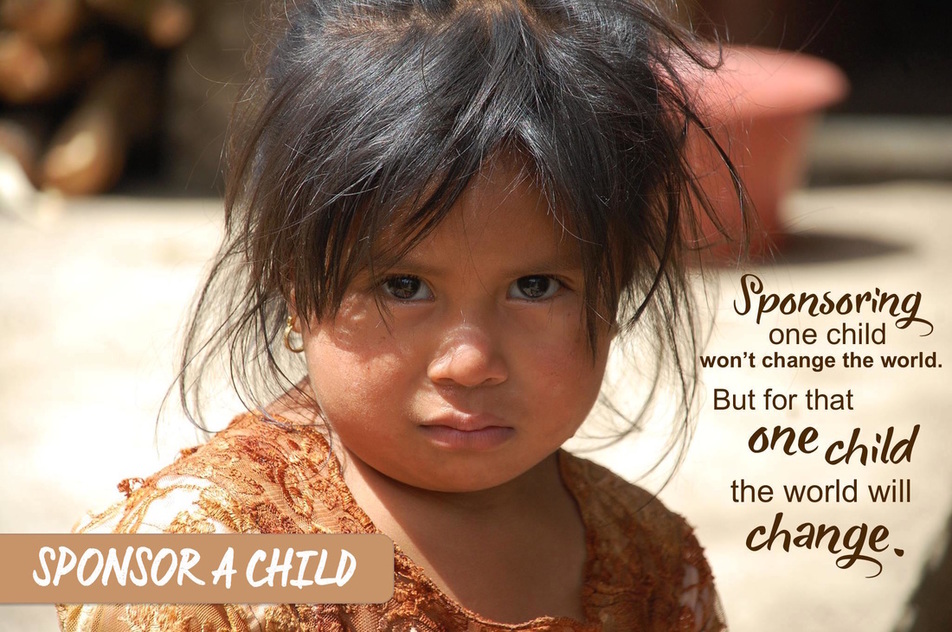 Sponsoring
one child
won't change the world.
But for that
one child
the world will
change.
SPONSOR A CHILD